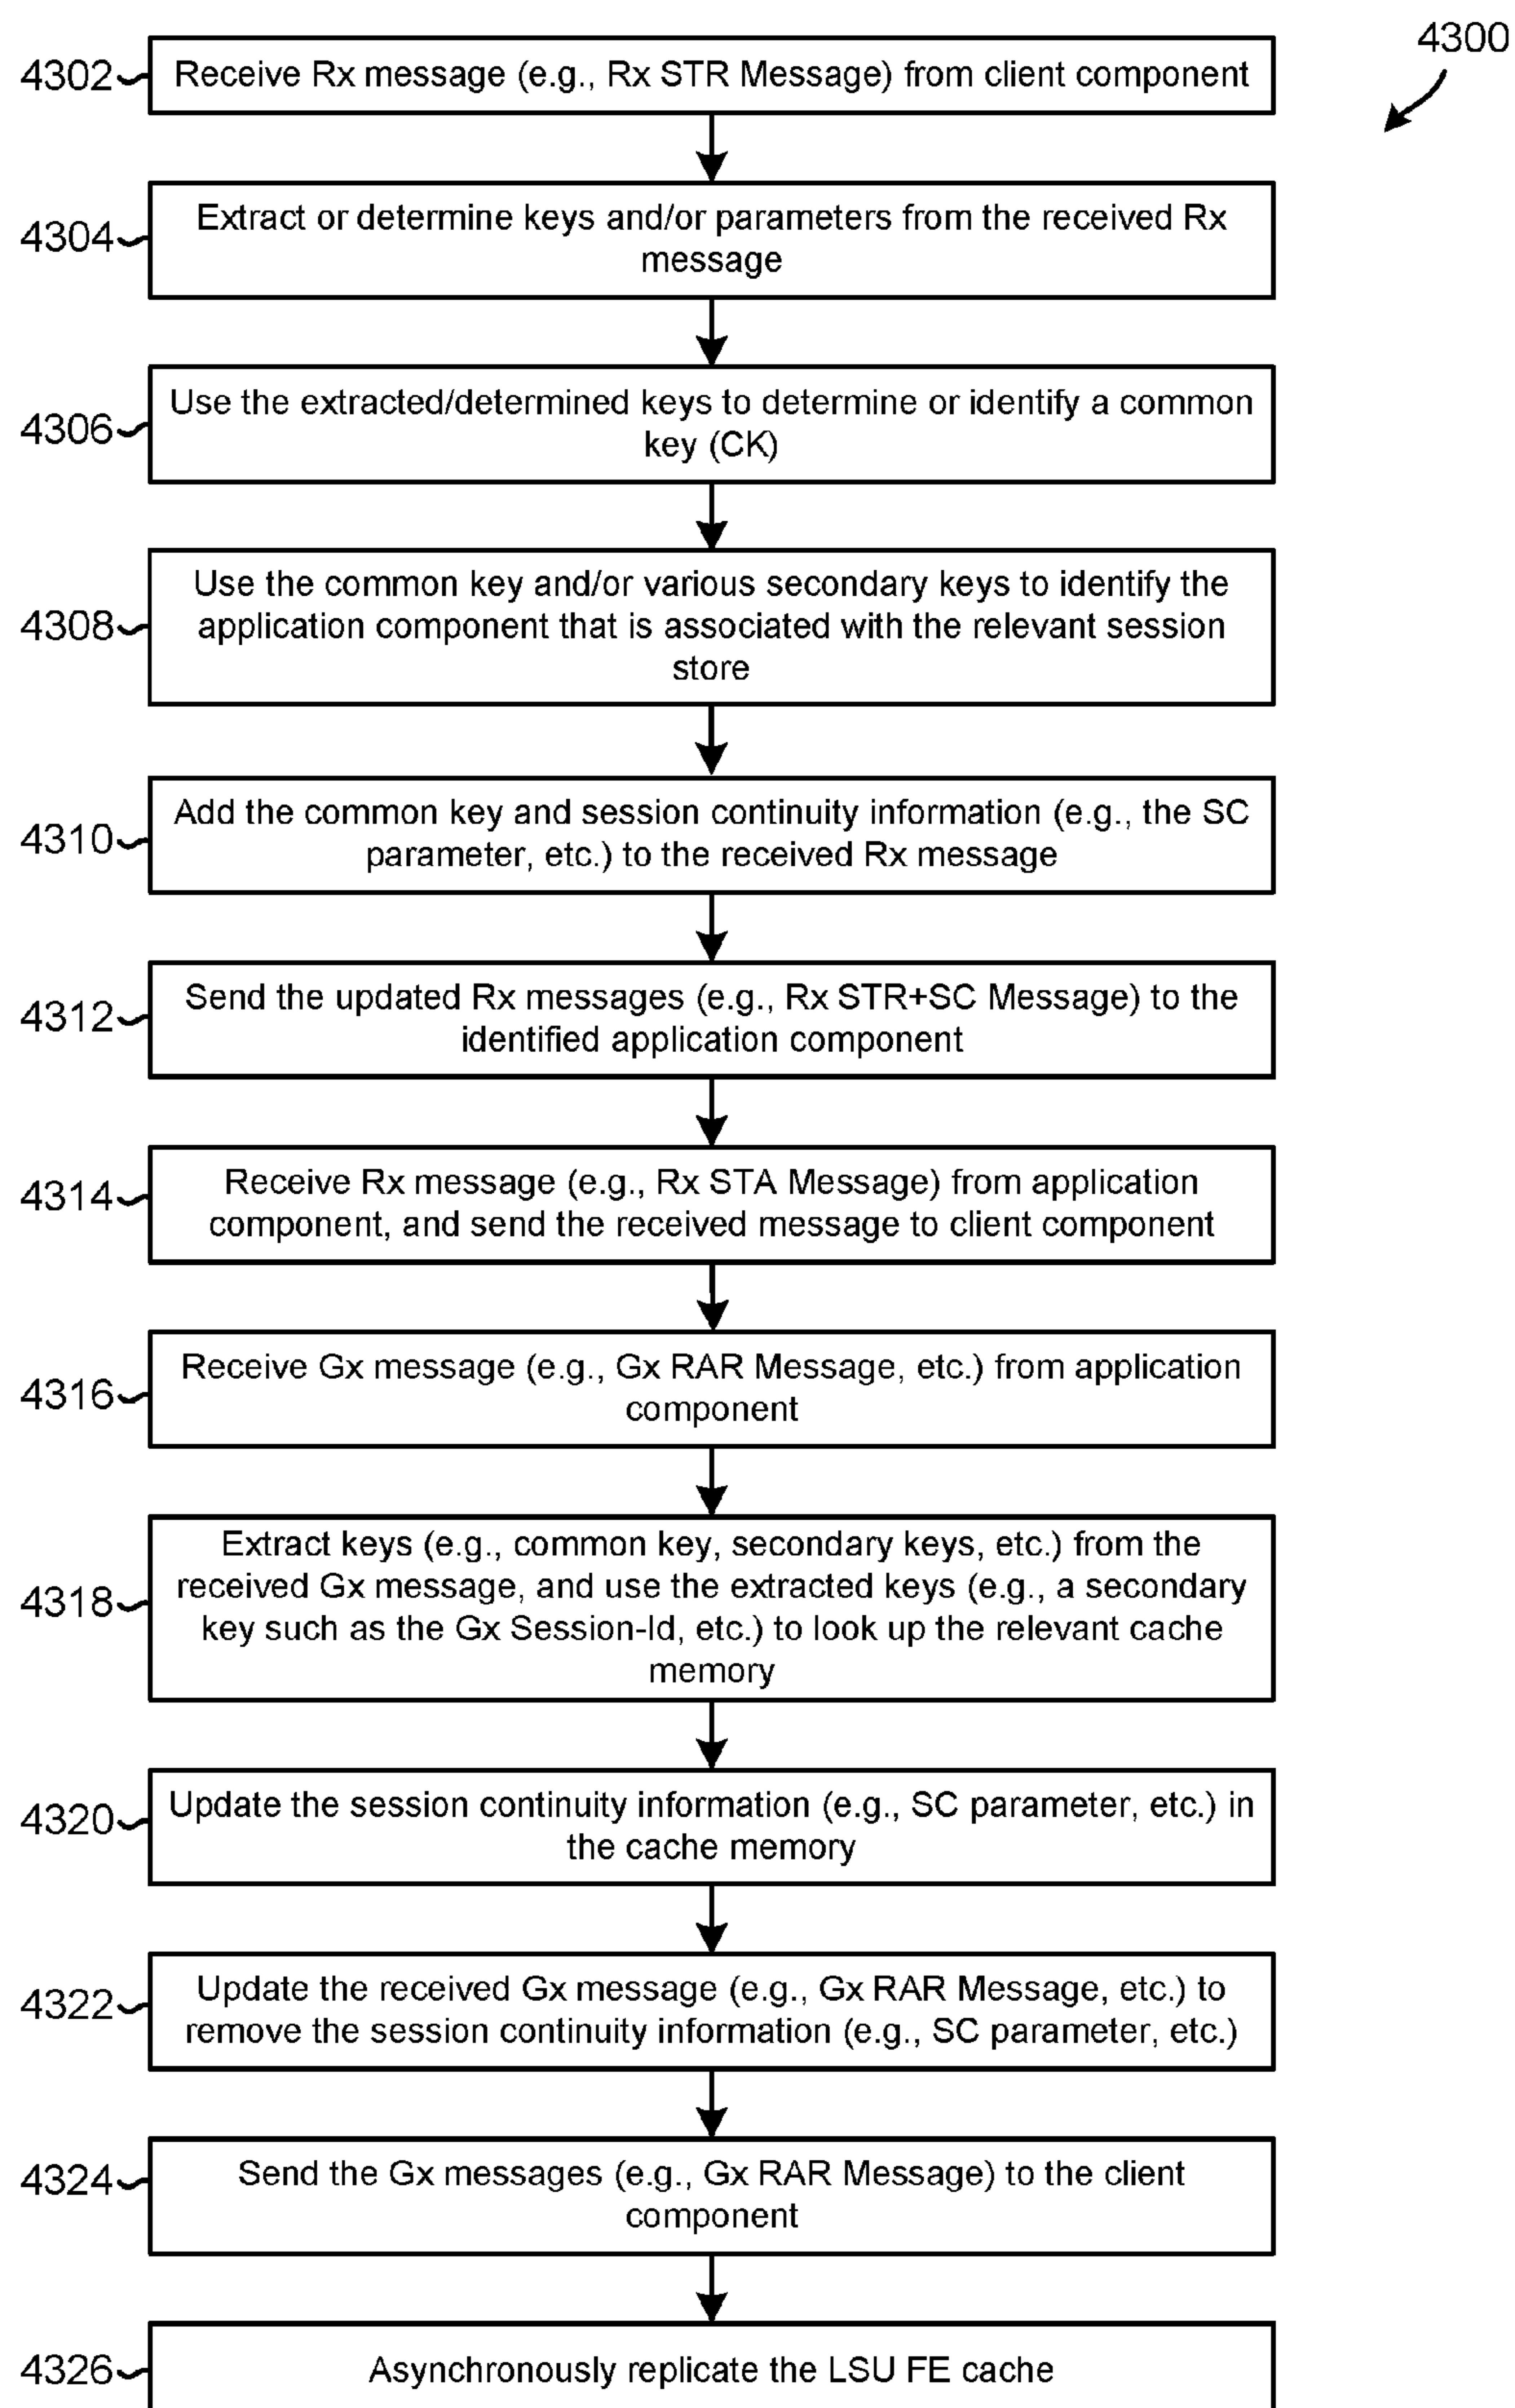 4300
4302
Receive Rx message (e.g., Rx STR Message) from client component
4304
Extract or determine keys and/or parameters from the received Rx
message
4306
Use the extracted/determined keys to determine or identify a common
key (CK)
4308
Use the common key and/or various secondary keys to identify the
application component that is associated with the relevant session
store
4310
Add the common key and session continuity information (e.g., the SC
parameter, etc.) to the received Rx message
4312
Send the updated Rx messages (e.g., Rx STR+SC Message) to the
identified application component
4314
Receive Rx message (e.g., Rx STA Message) from application
component, and send the received message to client component
4316
Receive Gx message (e.g., Gx RAR Message, etc.) from application
component
4318
Extract keys (e.g., common key, secondary keys, etc.) from the
received Gx message, and use the extracted keys (e.g., a secondary
key such as the Gx Session-Id, etc.) to look up the relevant cache
memory
4320
Update the session continuity information (e.g., SC parameter, etc.) in
the cache memory
4322
Update the received Gx message (e.g., Gx RAR Message, etc.) to
remove the session continuity information (e.g., SC parameter, etc.)
4324
Send the Gx messages (e.g., Gx RAR Message) to the client
component
4326
Asynchronously replicate the LSU FE cache